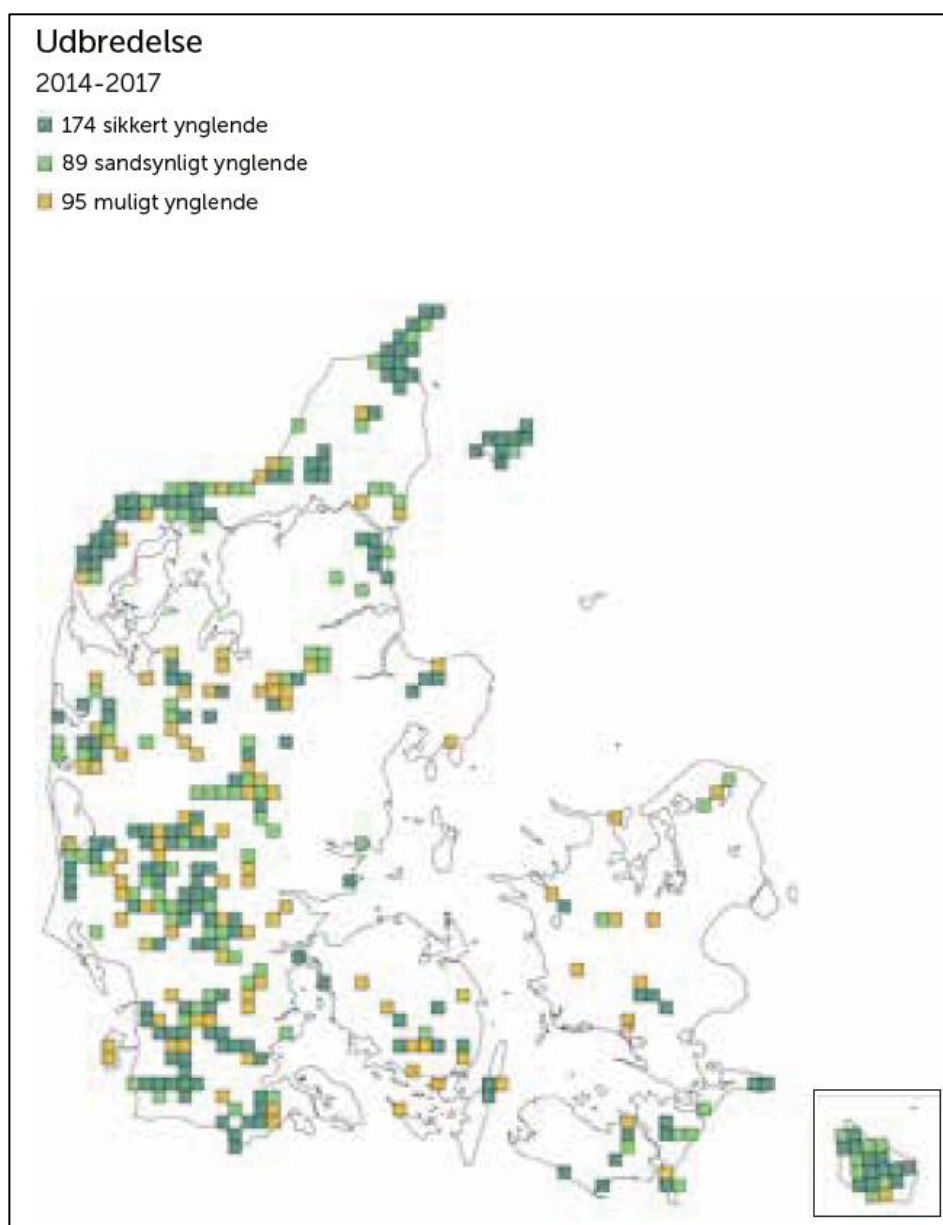 Udbredelse
2014-2017
174 sikkert ynglende
89 sandsynligt ynglende
95 muligt ynglende